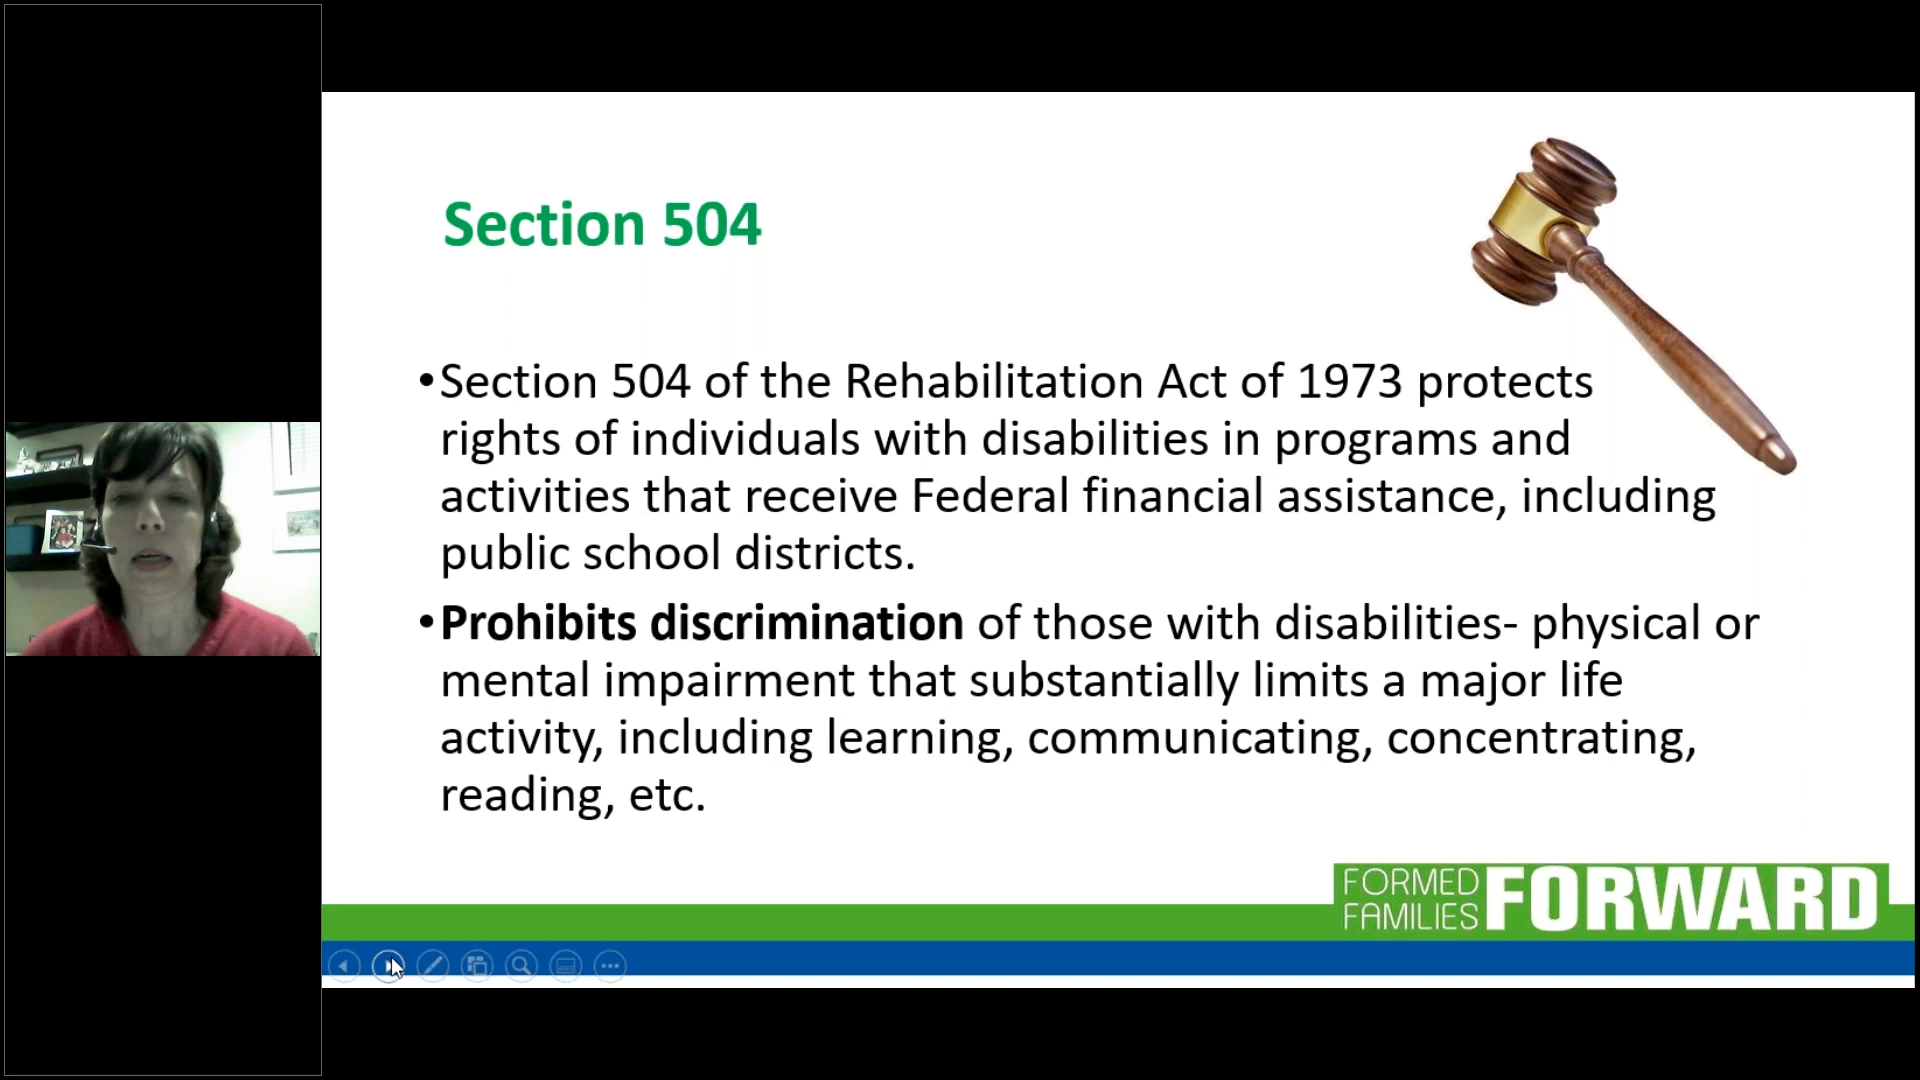 Section 504
•Section 504 of the Rehabilitation Act of 1973 protects
rights of individuals with disabilities in programs and
activities that receive Federal financial assistance, including
public school districts.
•Prohibits discrimination of those with disabilities- physical or
mental impairment that substantially limits a major life
activity, including learning, communicating, concentrating,
reading, etc.
FORMED
FAMILIES
FORWARD